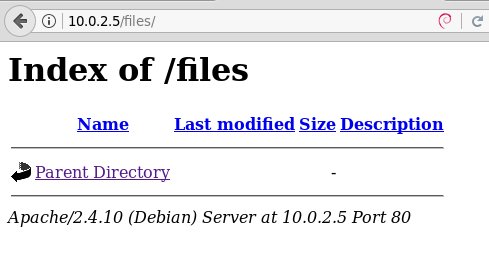 10.0.2.5/files/
Index of /files
Name Last modified Size Description
Parent Directory -
Apache/2.4.10 (Debian) Server at 10.0.2.5 Port 80